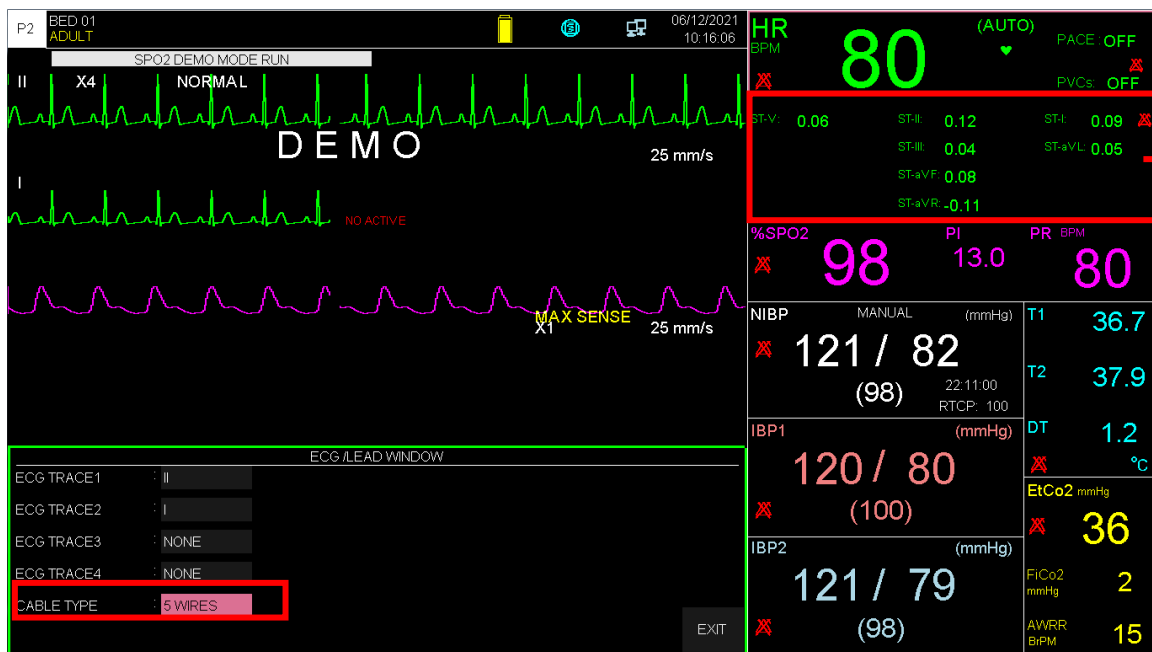 P2 BED 01 ADULT 06/12/2021 10:16:06
SPO2 DEMO MODE RUN
II X4 NORMAL
DEMO
25 mm/s
I
NO ACTIVE
MAX SENSE
X1 25 mm/s
ECG /LEAD WINDOW
ECG TRACE1 : II
ECG TRACE2 : I
ECG TRACE3 : NONE
ECG TRACE4 : NONE
CABLE TYPE : 5 WIRES
EXIT
HR BPM 80 (AUTO) PACE : OFF
PVCs: OFF
ST-V: 0.06 ST-II: 0.12 ST-I: 0.09
ST-III: 0.04 ST-aVL: 0.05
ST-aVF: 0.08
ST-aVR: -0.11
%SPO2 98 PI 13.0 PR BPM 80
NIBP MANUAL (mmHg)
121 / 82
(98) 22:11:00
RTCP: 100
IBP1 (mmHg)
120 / 80
(100)
IBP2 (mmHg)
121 / 79
(98)
T1 36.7
T2 37.9
DT 1.2
°C
EtCo2 mmHg
36
FiCo2 mmHg 2
AWRR BrPM 15